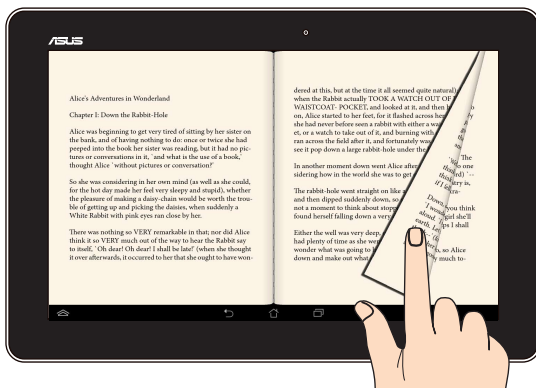 ASUS
Alice's Adventures in Wonderland
Chapter I: Down the Rabbit-Hole
Alice was beginning to get very tired of sitting by her sister on
the bank, and of having nothing to do: once or twice she had
peeped into the book her sister was reading, but it had no pic-
tures or conversations in it, `and what is the use of a book,'
thought Alice `without pictures or conversation?'
So she was considering in her own mind (as well as she could,
for the hot day made her feel very sleepy and stupid), whether
the pleasure of making a daisy-chain would be worth the trou-
ble of getting up and picking the daisies, when suddenly a
White Rabbit with pink eyes ran close by her.
There was nothing so VERY remarkable in that; nor did Alice
think it so VERY much out of the way to hear the Rabbit say
to itself, `Oh dear! Oh dear! I shall be late!' (when she thought
it over afterwards, it occurred to her that she ought to have won-
dered at this, but at the time it all seemed quite natural)
when the Rabbit actually TOOK A WATCH OUT OF
WAISTCOAT- POCKET, and looked at it, and then
on, Alice started to her feet, for it flashed across her
she had never before seen a rabbit with either a
et, or a watch to take out of it, and burning with
ran across the field after it, and fortunately was
see it pop down a large rabbit-hole under the
In another moment down went Alice after
sidering how in the world she was to get
The rabbit-hole went straight on like a
and then dipped suddenly down, so
not a moment to think about
found herself falling down a very
Either the well was very deep,
had plenty of time as she went
wonder what was going to
down and make out what
The
no one
Down,
you think
girl she'll
I shall
so Alice
much to-